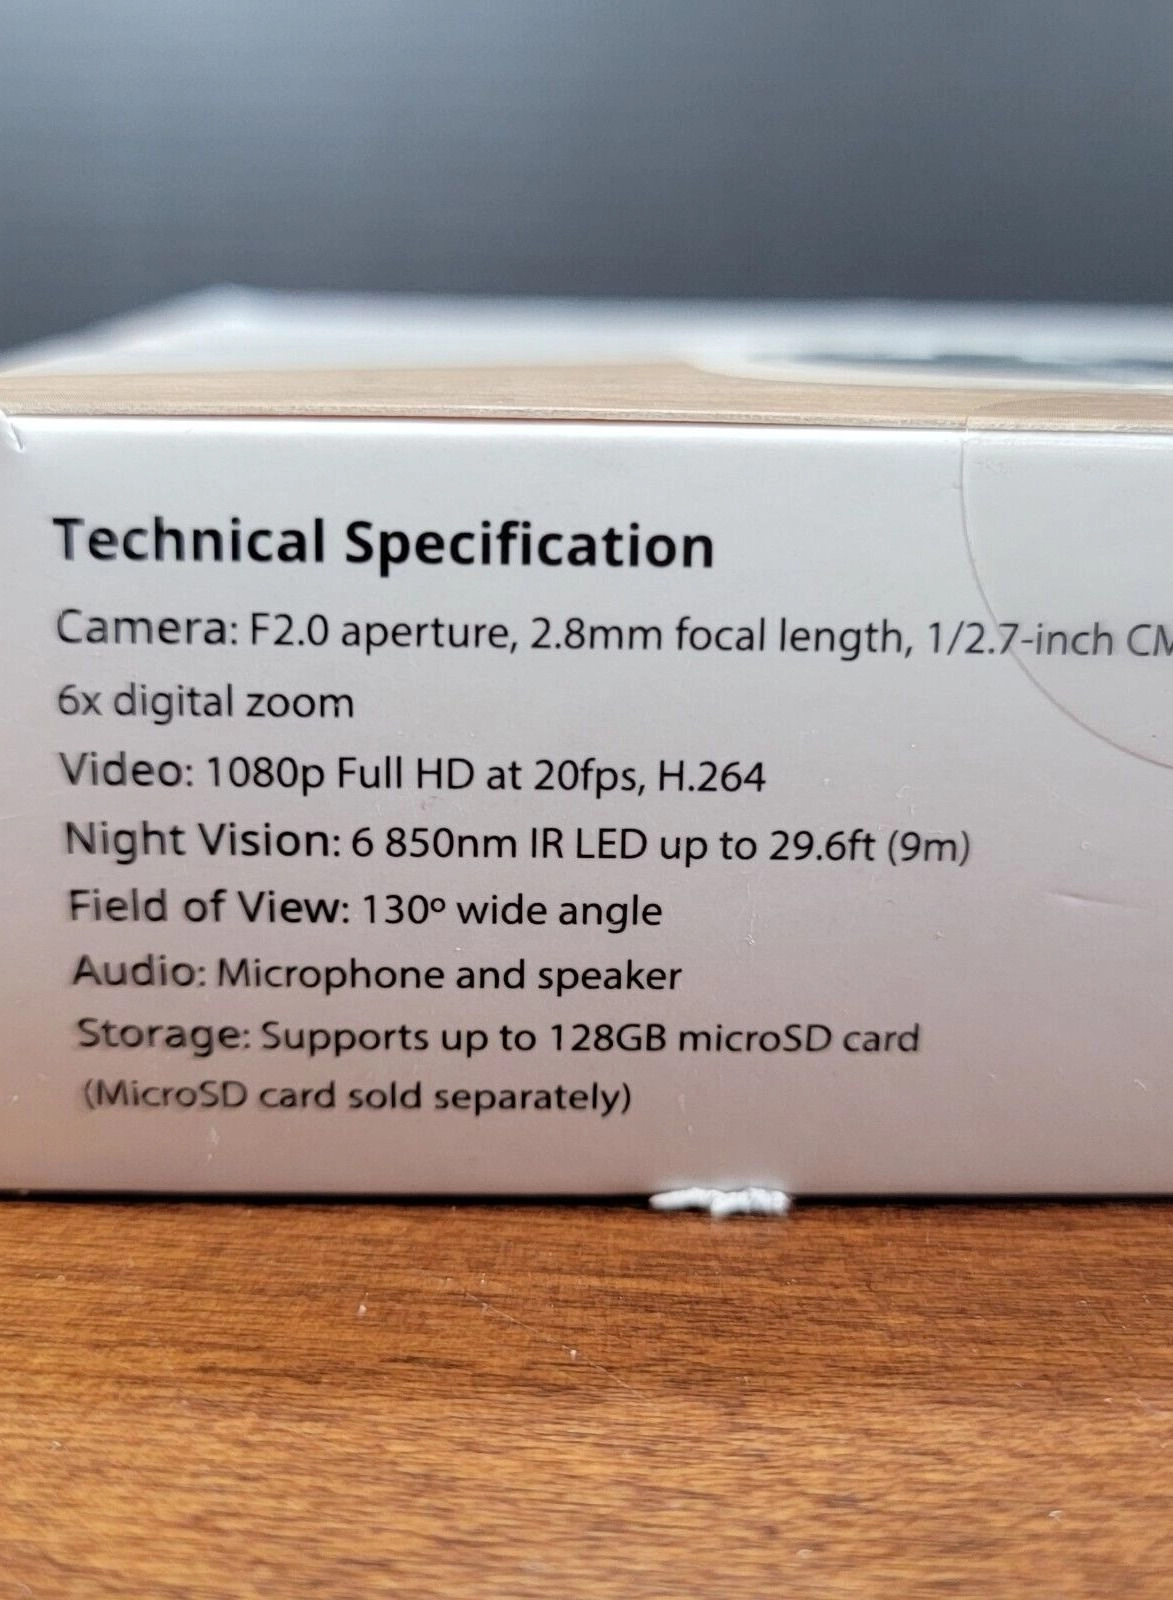 Technical Specification
Camera: F2.0 aperture, 2.8mm focal length, 1/2.7-inch CM
6x digital zoom
Video: 1080p Full HD at 20fps, H.264
Night Vision: 6 850nm IR LED up to 29.6ft (9m)
Field of View: 130º wide angle
Audio: Microphone and speaker
Storage: Supports up to 128GB microSD card
(MicroSD card sold separately)